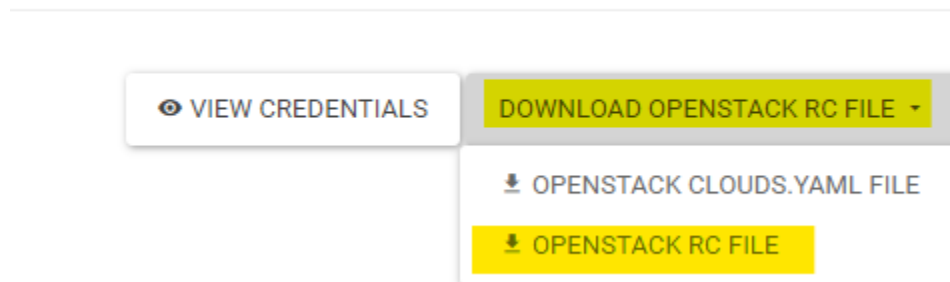 VIEW CREDENTIALS
DOWNLOAD OPENSTACK RC FILE
OPENSTACK CLOUDS.YAML FILE
OPENSTACK RC FILE